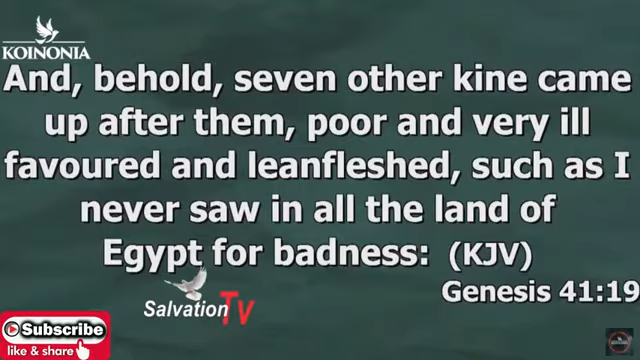 KOINONIA
And, behold, seven other kine came
up after them, poor and very ill
favoured and leanfleshed, such as I
never saw in all the land of
Egypt for badness: (KJV)
Genesis 41:19
Salvation Tv
Subscribe
like & share